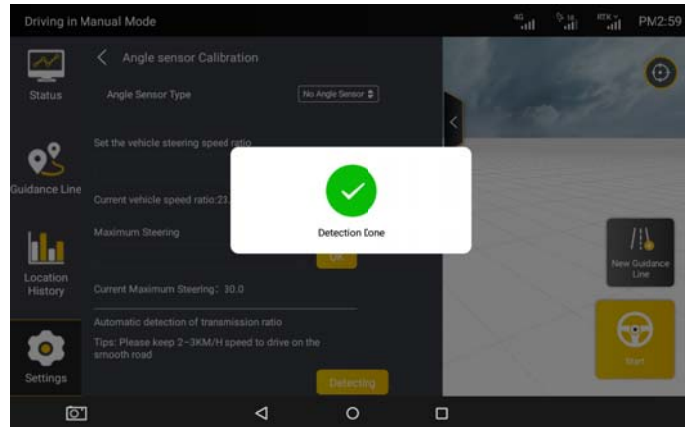 Driving in Manual Mode
4G
16
RTK
PM2:59
Angle sensor Calibration
Status
Angle Sensor Type
No Angle Sensor
Set the vehicle steering speed ratio
Guidance Line
Current vehicle speed ratio:23.
Detection Done
Maximum Steering
OK
Location
History
Current Maximum Steering: 30.0
New Guidance
Line
Automatic detection of transmission ratio
Tips: Please keep 2-3KM/H speed to drive on the
smooth road
Start
Settings
Detecting